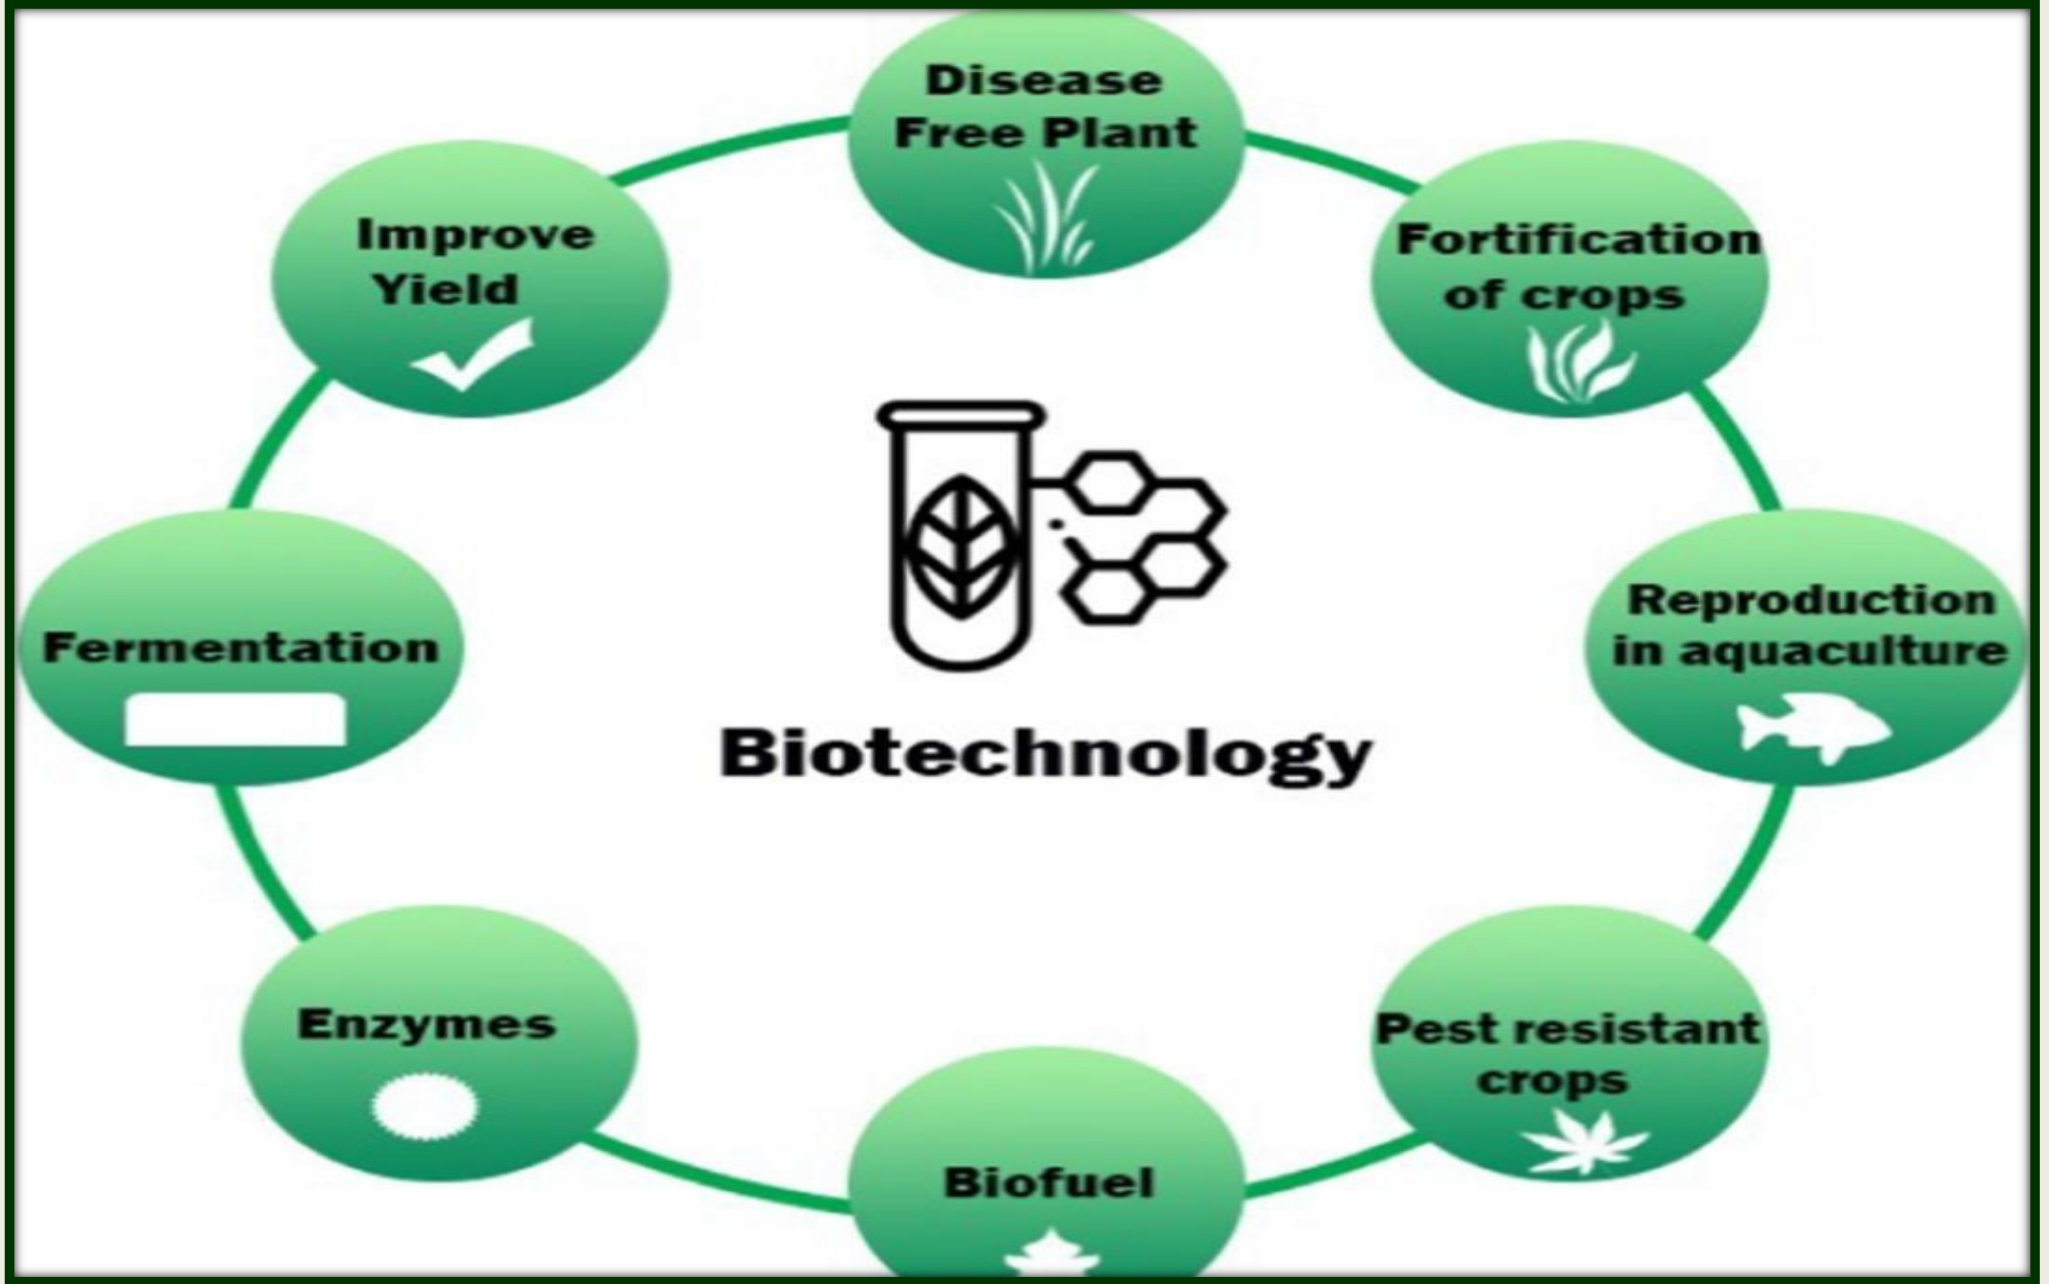 Disease
Free Plant
Improve
Yield
Fortification
of crops
Fermentation
Reproduction
in aquaculture
Biotechnology
Enzymes
Pest resistant
crops
Biofuel